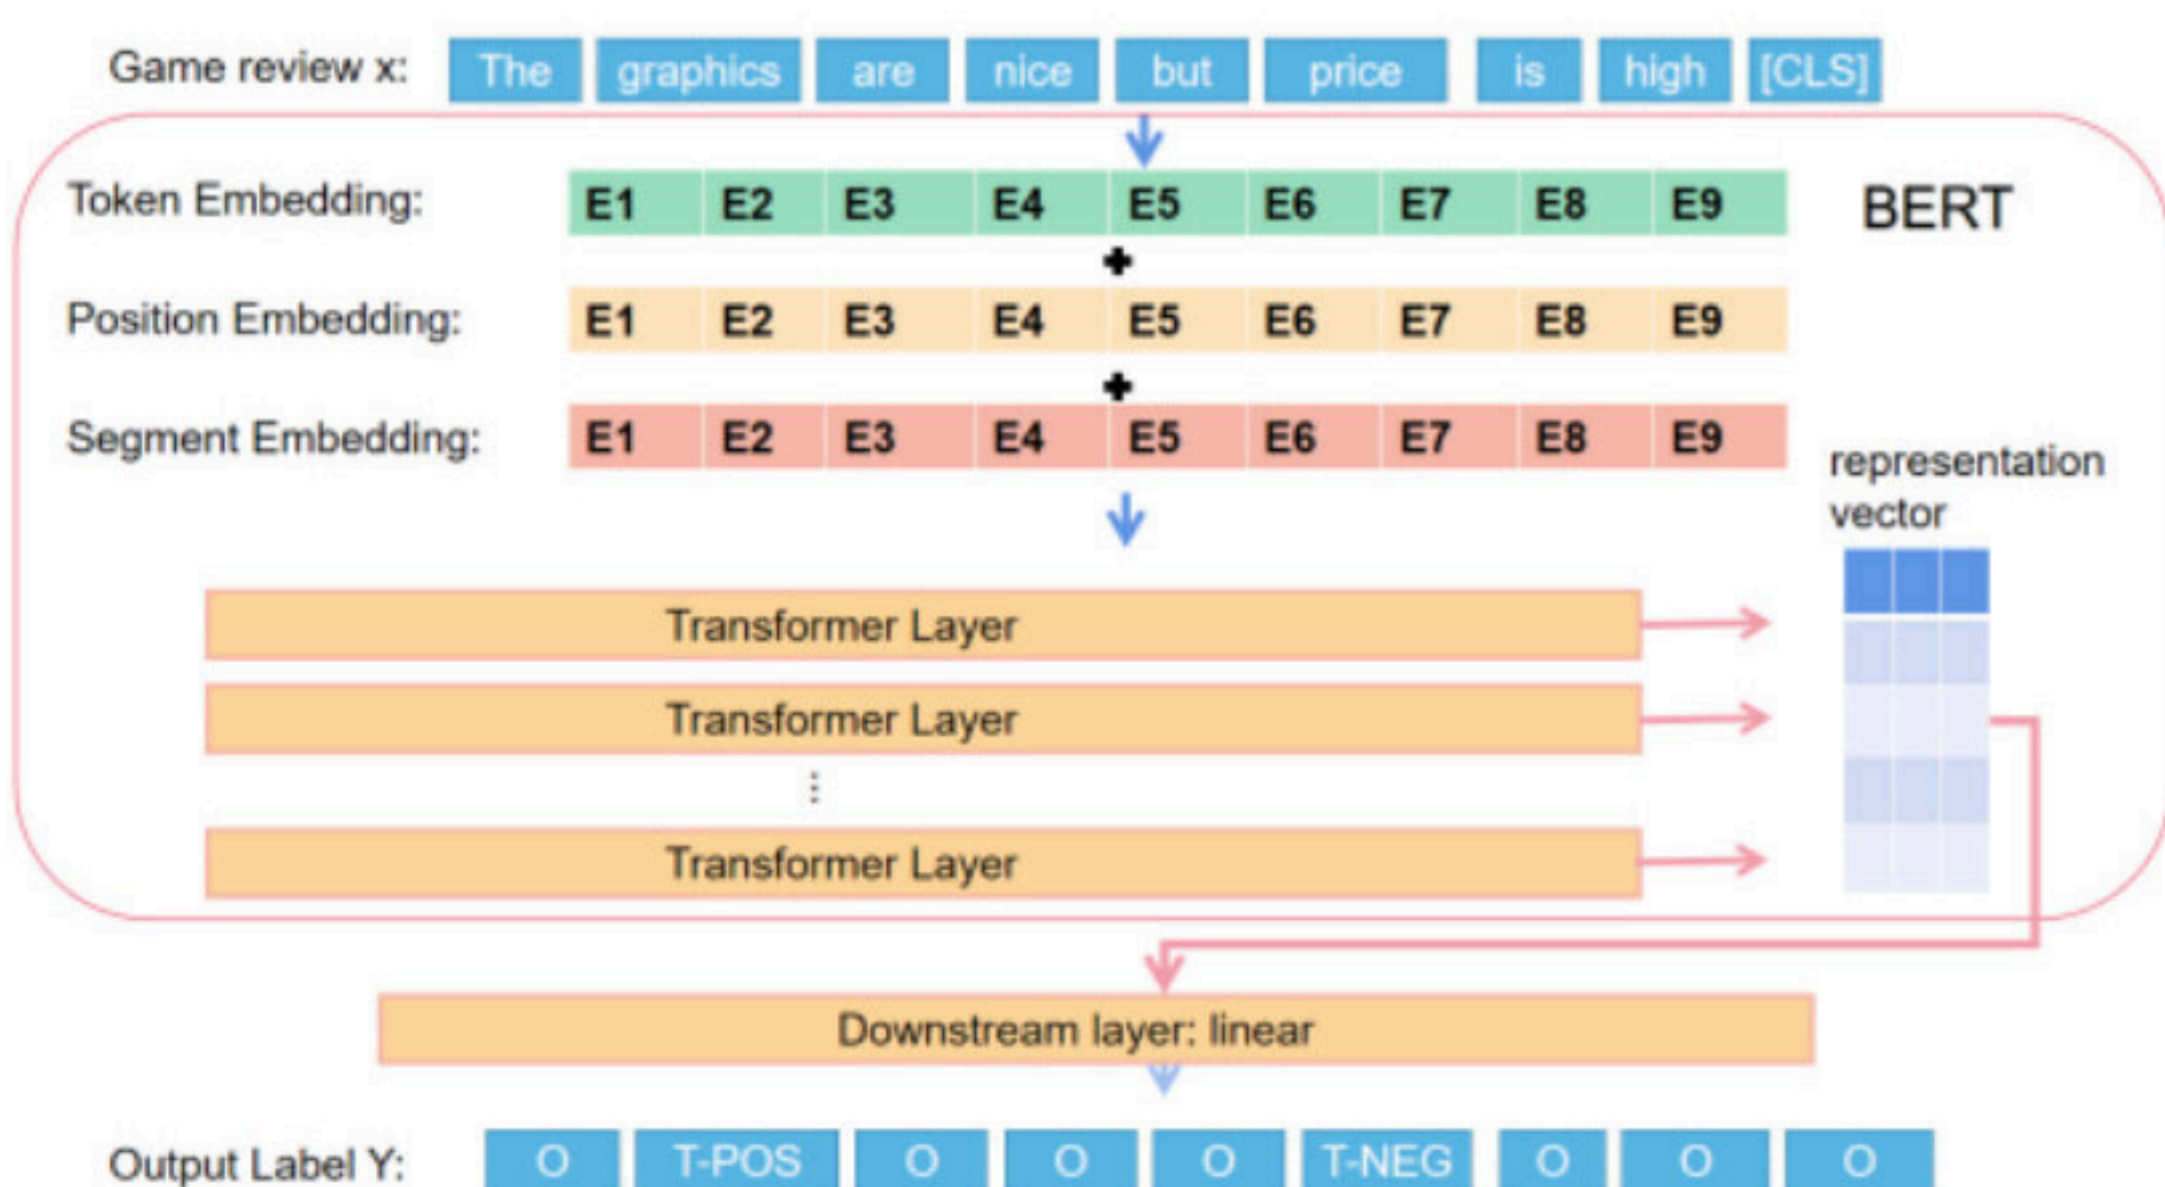 Game review x: The graphics are nice but price is high [CLS]
Token Embedding: E1 E2 E3 E4 E5 E6 E7 E8 E9 BERT
Position Embedding: E1 E2 E3 E4 E5 E6 E7 E8 E9
Segment Embedding: E1 E2 E3 E4 E5 E6 E7 E8 E9
representation
vector
Transformer Layer
Transformer Layer
⋮
Transformer Layer
Downstream layer: linear
Output Label Y: O T-POS O O O T-NEG O O O